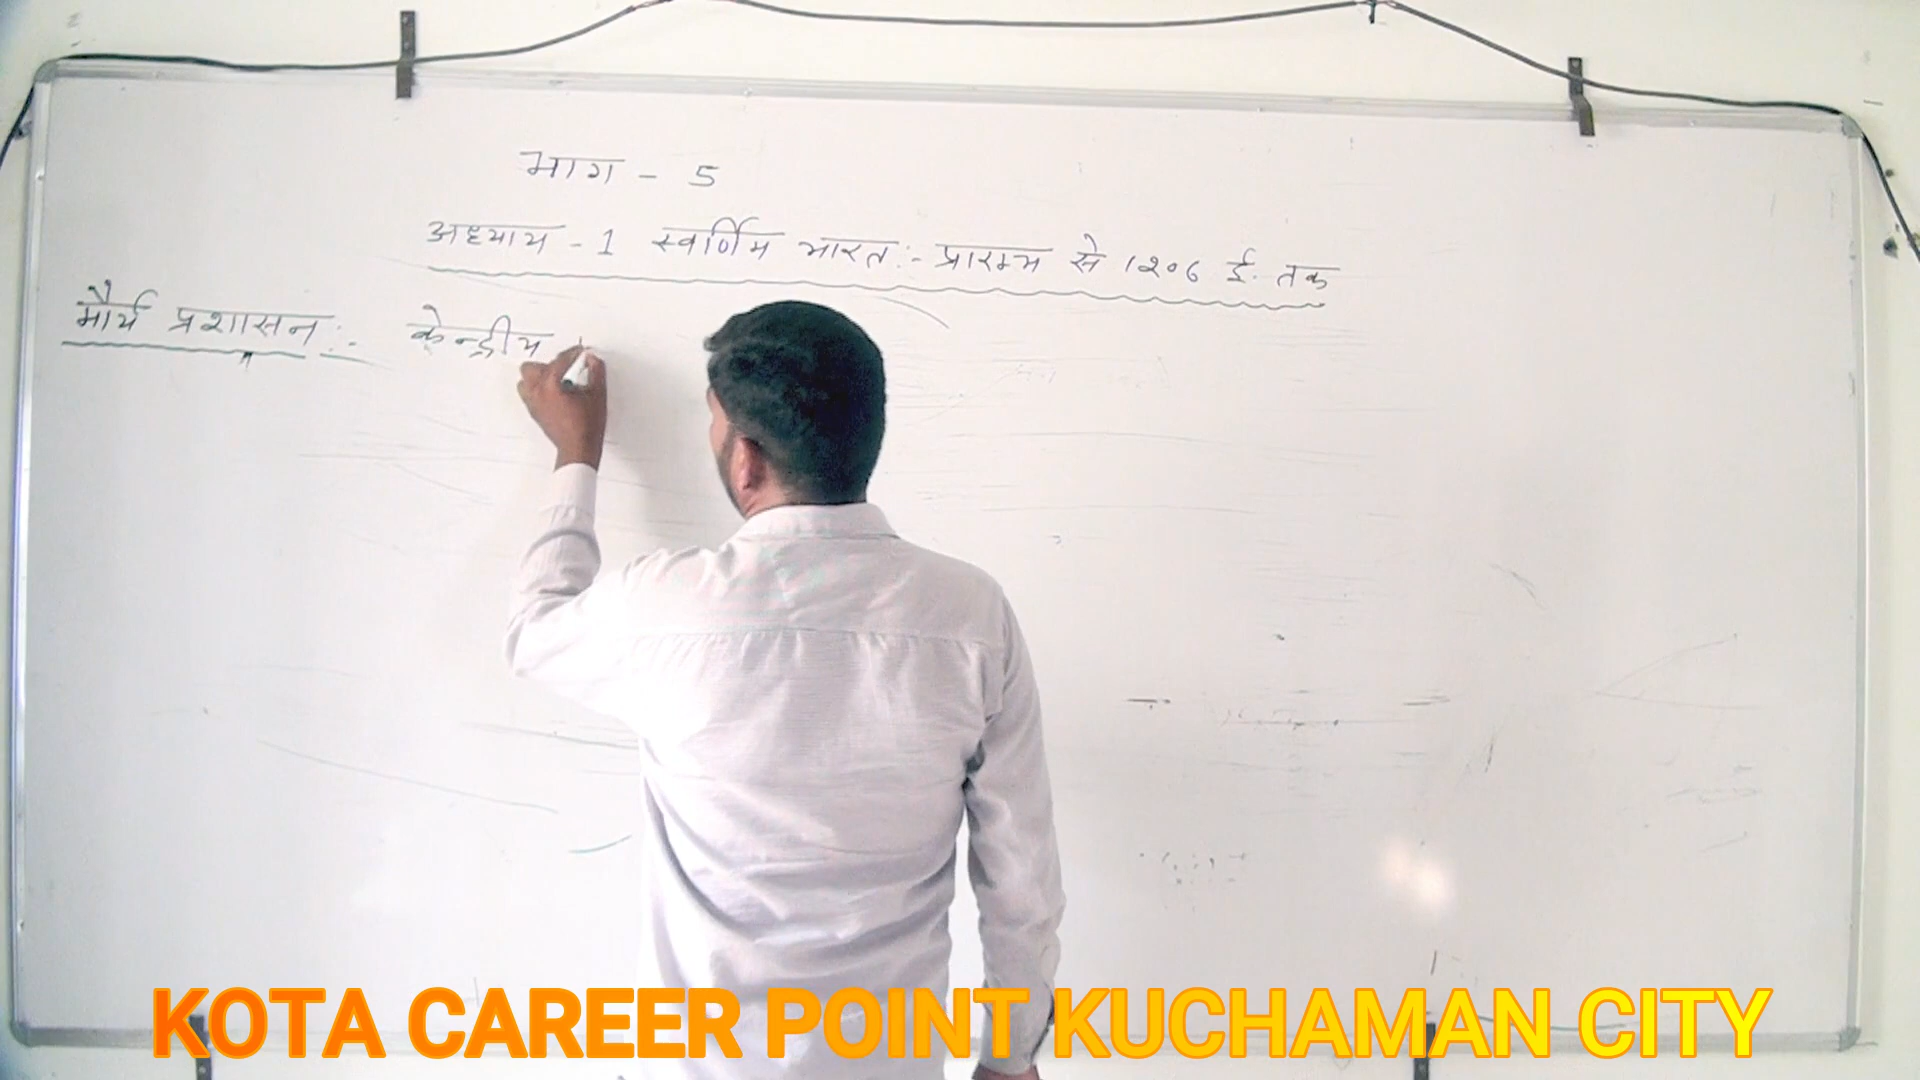 भाग - 5
अध्याय - 1 स्वर्णिम भारत:- प्रारम्भ से 1206 ई. तक
मौर्य प्रशासन:- केन्द्रीय
KOTA CAREER POINT KUCHAMAN CITY